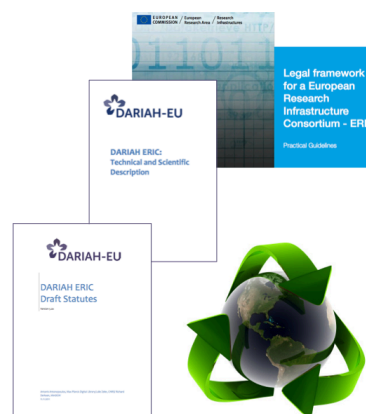 EUROPEAN COMMISSION / European Research Area / Research Infrastructures
Legal framework
for a European
Research
Infrastructure
Consortium - ERI
Practical Guidelines
DARIAH-EU
DARIAH ERIC:
Technical and Scientific
Description
DARIAH-EU
DARIAH ERIC
Draft Statutes